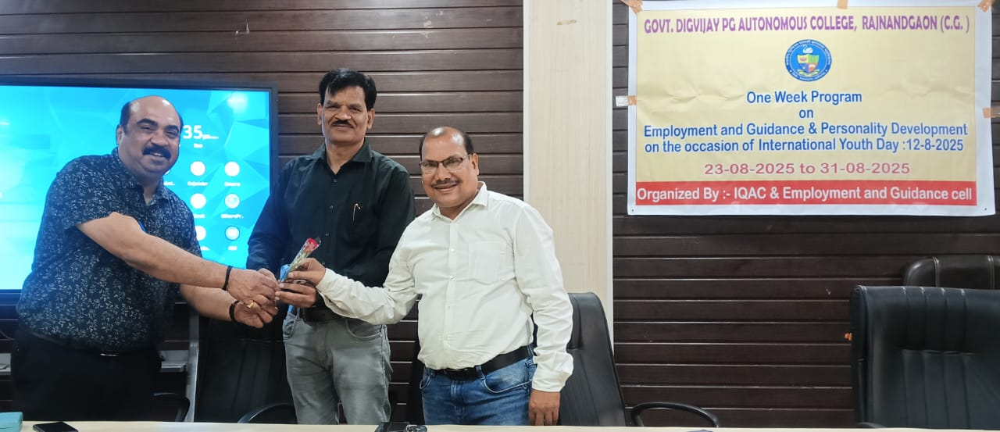 GOVT. DIGVIJAY PG AUTONOMOUS COLLEGE, RAJNANDGAON (C.G. )
One Week Program
on
Employment and Guidance & Personality Development
on the occasion of International Youth Day :12-8-2025
23-08-2025 to 31-08-2025
Organized By :- IQAC & Employment and Guidance cell
35